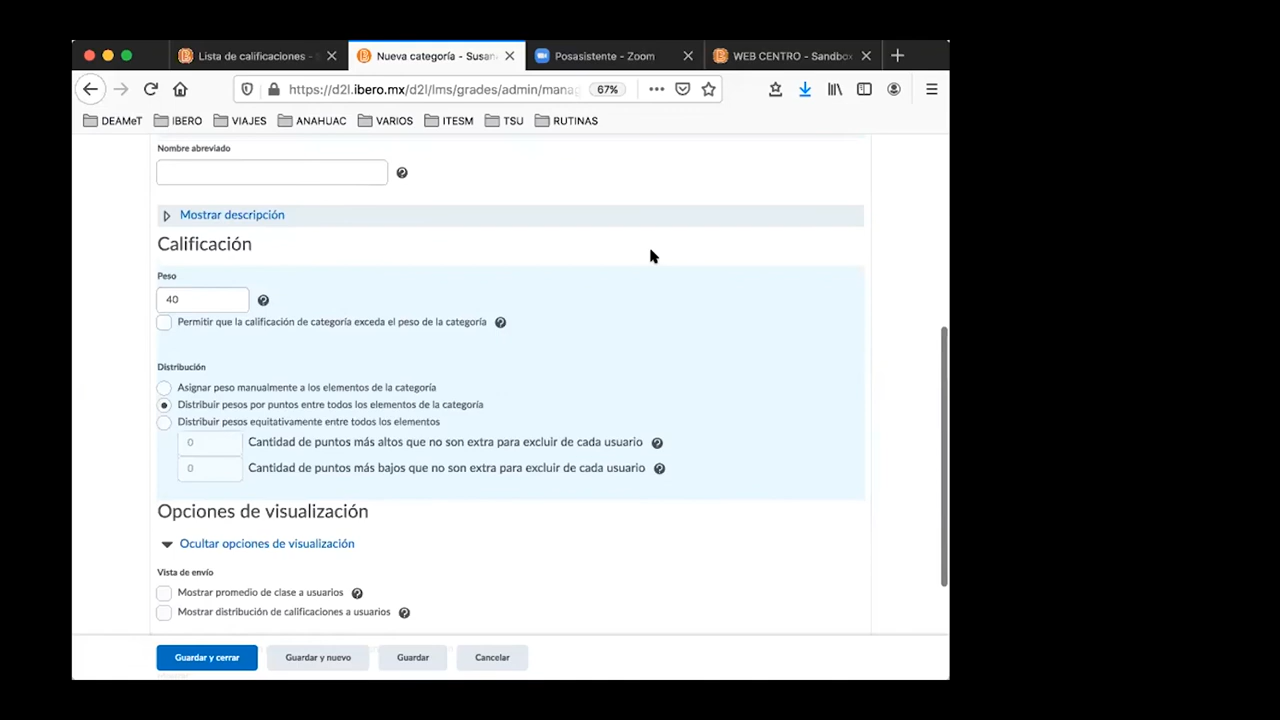 Lista de calificaciones -
Nueva categoría - Susan
Posasistente - Zoom
WEB CENTRO - Sandbox
https://d2l.ibero.mx/d2l/lms/grades/admin/manag
67%
DEAMeT
IBERO
VIAJES
ANAHUAC
VARIOS
ITESM
TSU
RUTINAS
Nombre abreviado
Mostrar descripción
Calificación
Peso
40
Permitir que la calificación de categoría exceda el peso de la categoría
Distribución
Asignar peso manualmente a los elementos de la categoría
Distribuir pesos por puntos entre todos los elementos de la categoría
Distribuir pesos equitativamente entre todos los elementos
0 Cantidad de puntos más altos que no son extra para excluir de cada usuario
0 Cantidad de puntos más bajos que no son extra para excluir de cada usuario
Opciones de visualización
Ocultar opciones de visualización
Vista de envío
Mostrar promedio de clase a usuarios
Mostrar distribución de calificaciones a usuarios
Guardar y cerrar
Guardar y nuevo
Guardar
Cancelar